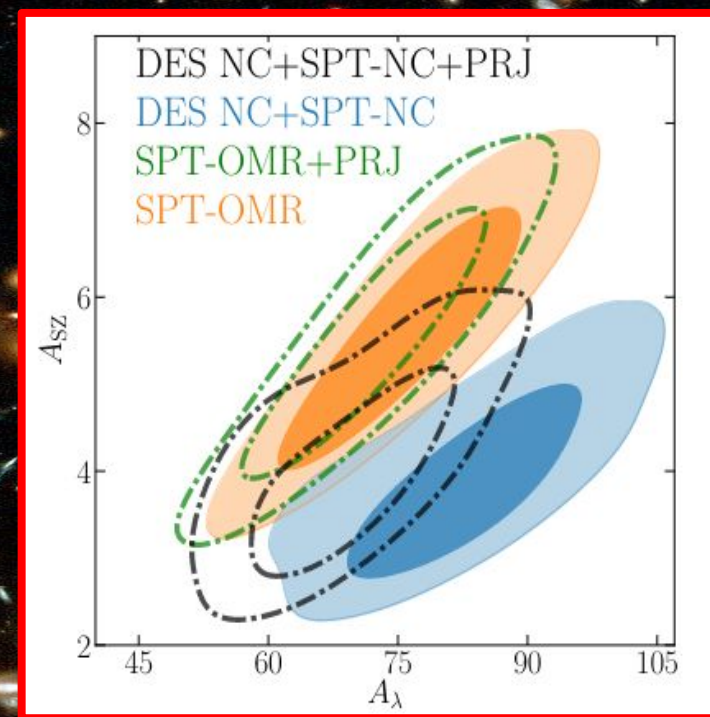 DES NC+SPT-NC+PRJ
DES NC+SPT-NC
SPT-OMR+PRJ
SPT-OMR
8
6
4
2
A_SZ
45 60 75 90 105
A_λ